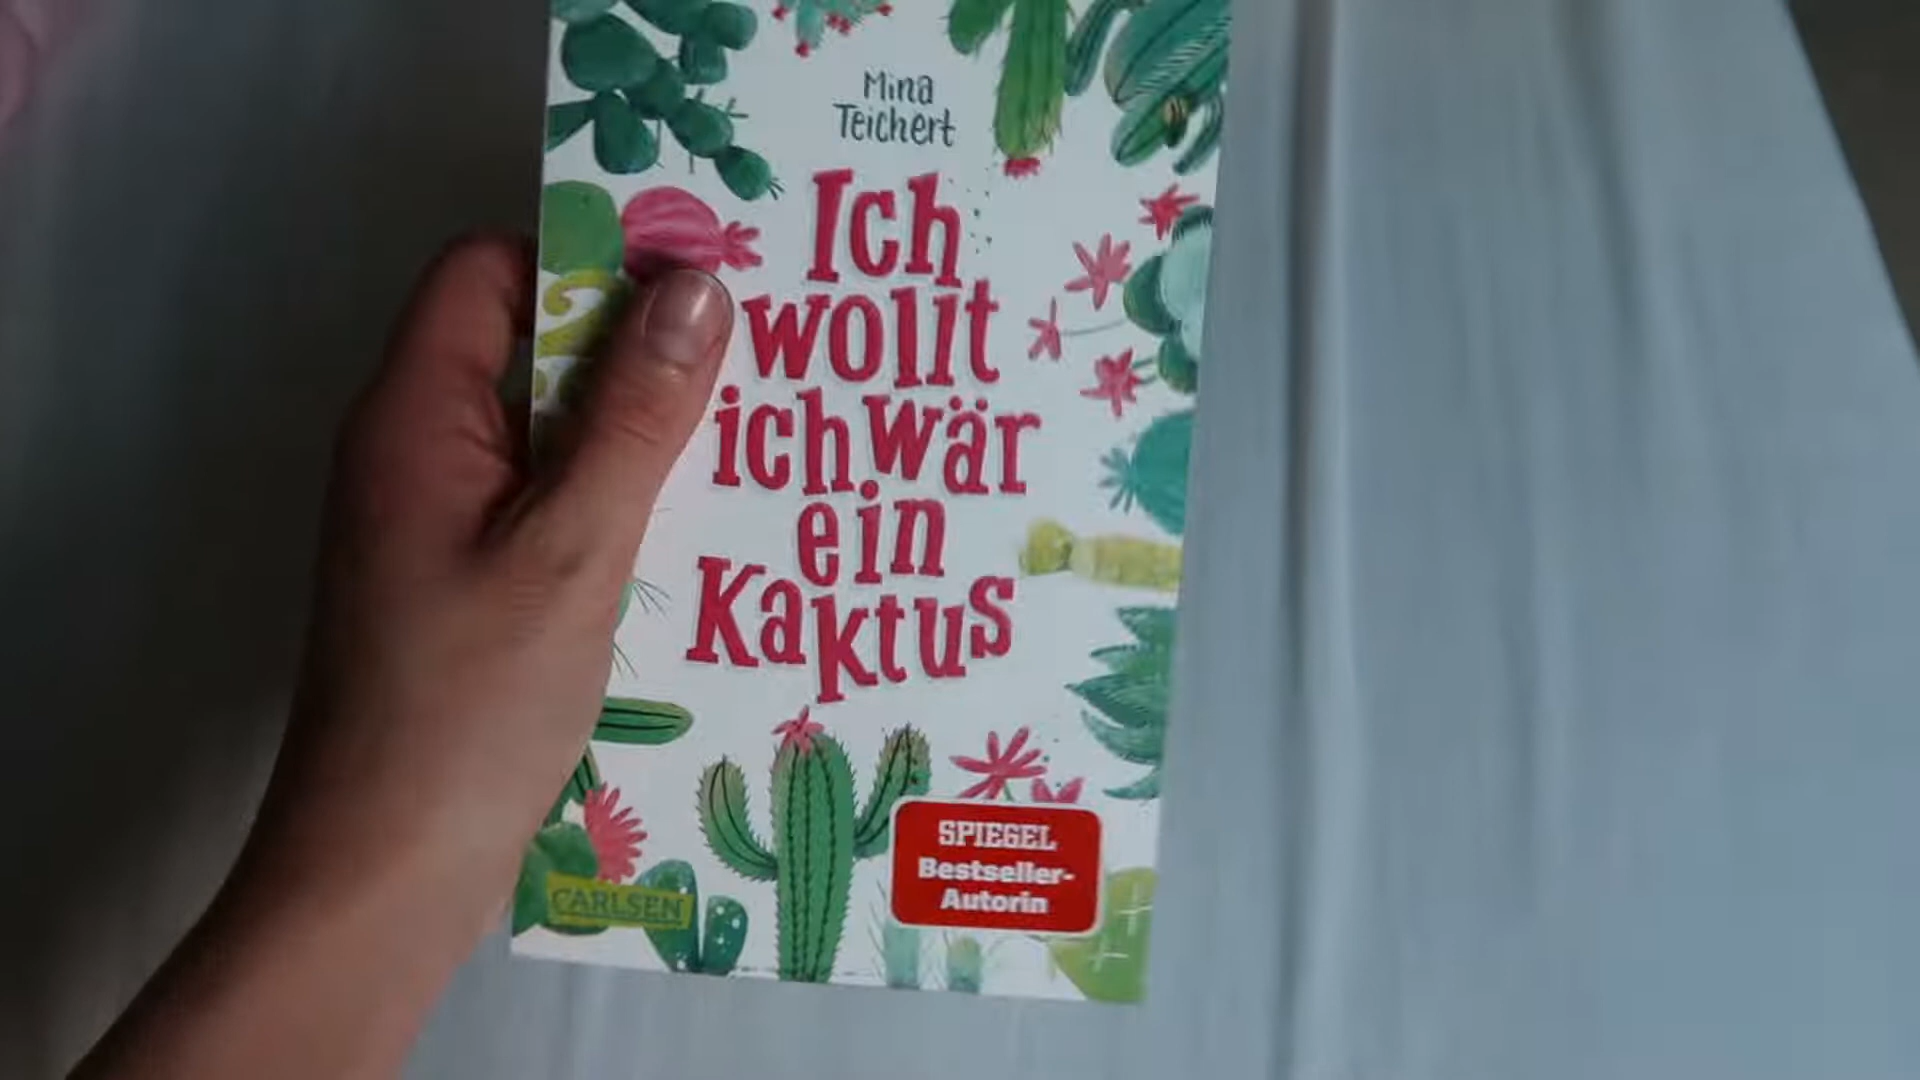 Mina
Teichert
Ich
wollt
ich wär
ein
Kaktus
SPIEGEL
Bestseller-
Autorin
CARLSEN